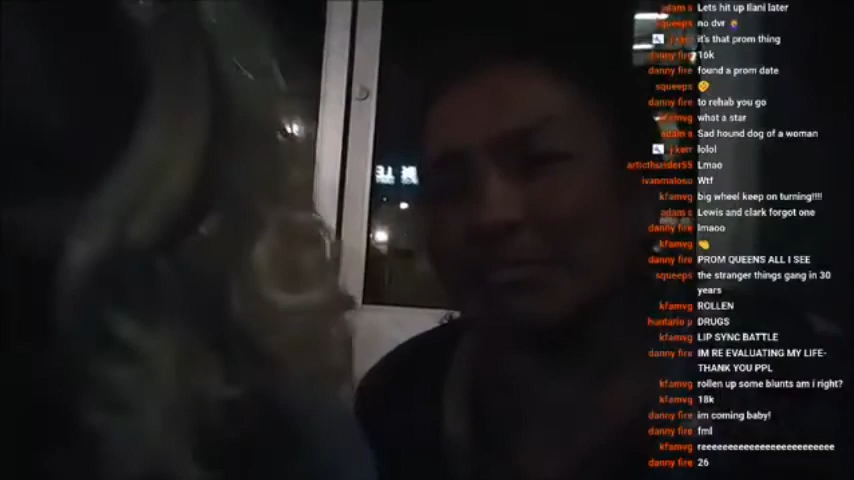 adam s Lets hit up Ilani later
squeeps no dvr 🤦‍♀️
j kerr it's that prom thing
danny fire 16k
danny fire found a prom date
squeeps 🤔
danny fire to rehab you go
kfamvg what a star
adam s Sad hound dog of a woman
j kerr lolol
articthunder55 Lmao
ivanmaloso Wtf
kfamvg big wheel keep on turning!!!!
adam s Lewis and clark forgot one
danny fire lmaoo
kfamvg 👏
danny fire PROM QUEENS ALL I SEE
squeeps the stranger things gang in 30
years
kfamvg ROLLEN
huntario p DRUGS
kfamvg LIP SYNC BATTLE
danny fire IM RE EVALUATING MY LIFE-
THANK YOU PPL
kfamvg rollen up some blunts am i right?
kfamvg 18k
danny fire im coming baby!
danny fire fml
kfamvg reeeeeeeeeeeeeeeeeeeeeeeee
danny fire 26